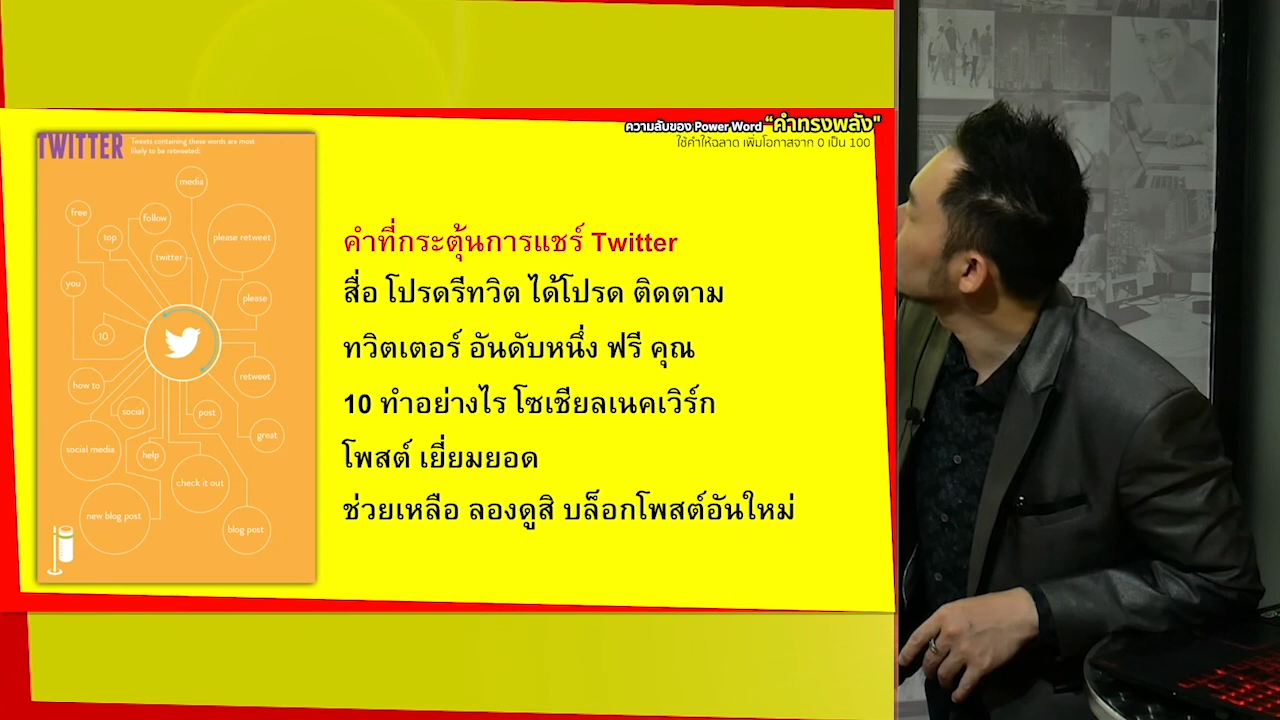 ความลับของ Power Word “คำทรงพลัง"
ใช้คำให้ฉลาด เพิ่มโอกาสจาก 0 เป็น 100
TWITTER
Tweets containing these words are most
likely to be retweeted:
media
free
follow
top
please retweet
twitter
you
please
10
how to
retweet
social
post
great
social media
help
check it out
new blog post
blog post
คำที่กระตุ้นการแชร์ Twitter
สื่อ โปรดรีทวิต ได้โปรด ติดตาม
ทวิตเตอร์ อันดับหนึ่ง ฟรี คุณ
10 ทำอย่างไร โซเชียลเนคเวิร์ก
โพสต์ เยี่ยมยอด
ช่วยเหลือ ลองดูสิ บล็อกโพสต์อันใหม่